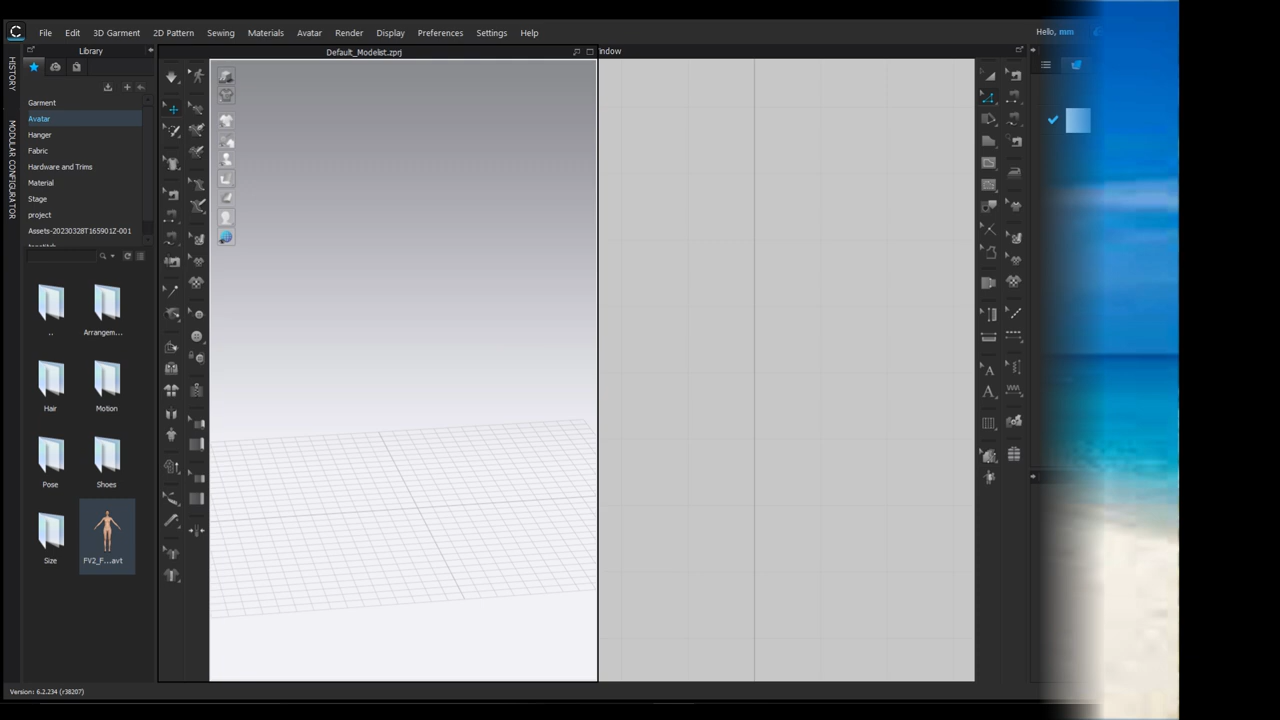 File Edit 3D Garment 2D Pattern Sewing Materials Avatar Render Display Preferences Settings Help
Hello, mm
Library
Default_Modelist.zprj
indow
HISTORY
MODULAR CONFIGURATOR
Garment
Avatar
Hanger
Fabric
Hardware and Trims
Material
Stage
project
Assets-20230328T165901Z-001
..
Arrangem...
Hair
Motion
Pose
Shoes
Size
FV2_F...avt
Version: 6.2.234 (r38207)